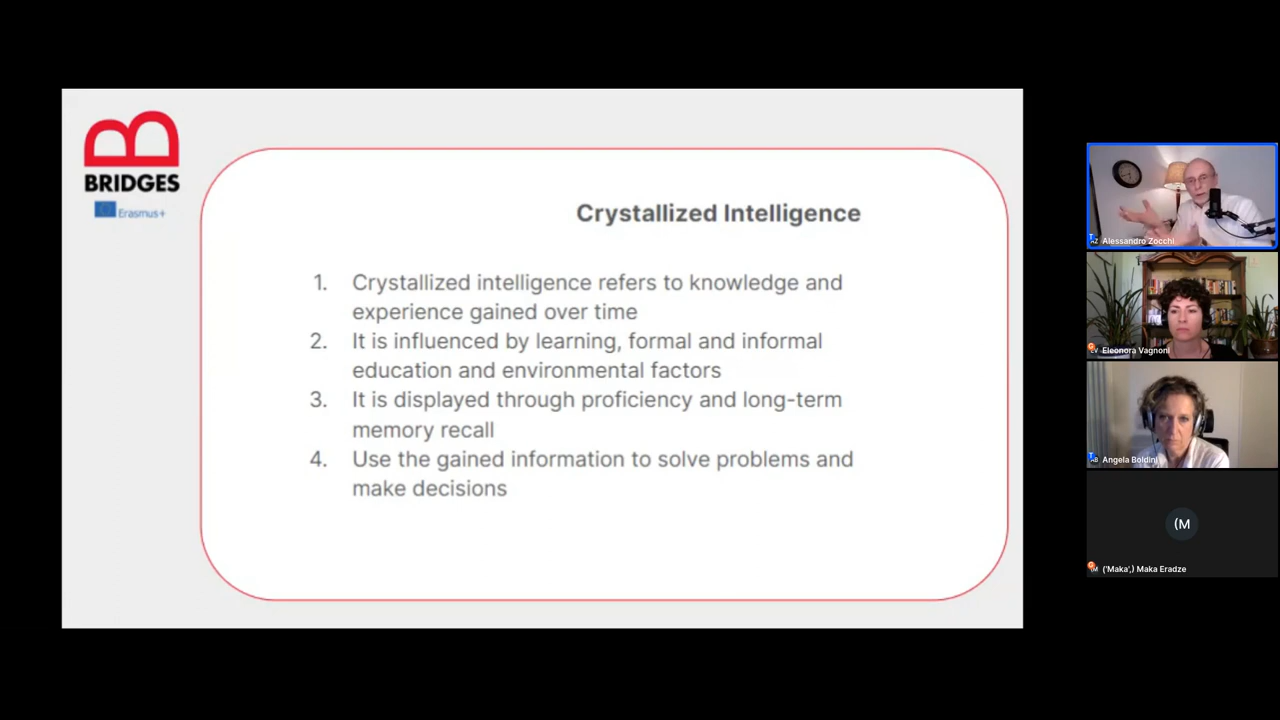 BRIDGES
Erasmus+
Crystallized Intelligence
1. Crystallized intelligence refers to knowledge and
experience gained over time
2. It is influenced by learning, formal and informal
education and environmental factors
3. It is displayed through proficiency and long-term
memory recall
4. Use the gained information to solve problems and
make decisions
Alessandro Zocchi
Eleonora Vagnoni
Angela Boldini
(M
('Maka',) Maka Eradze